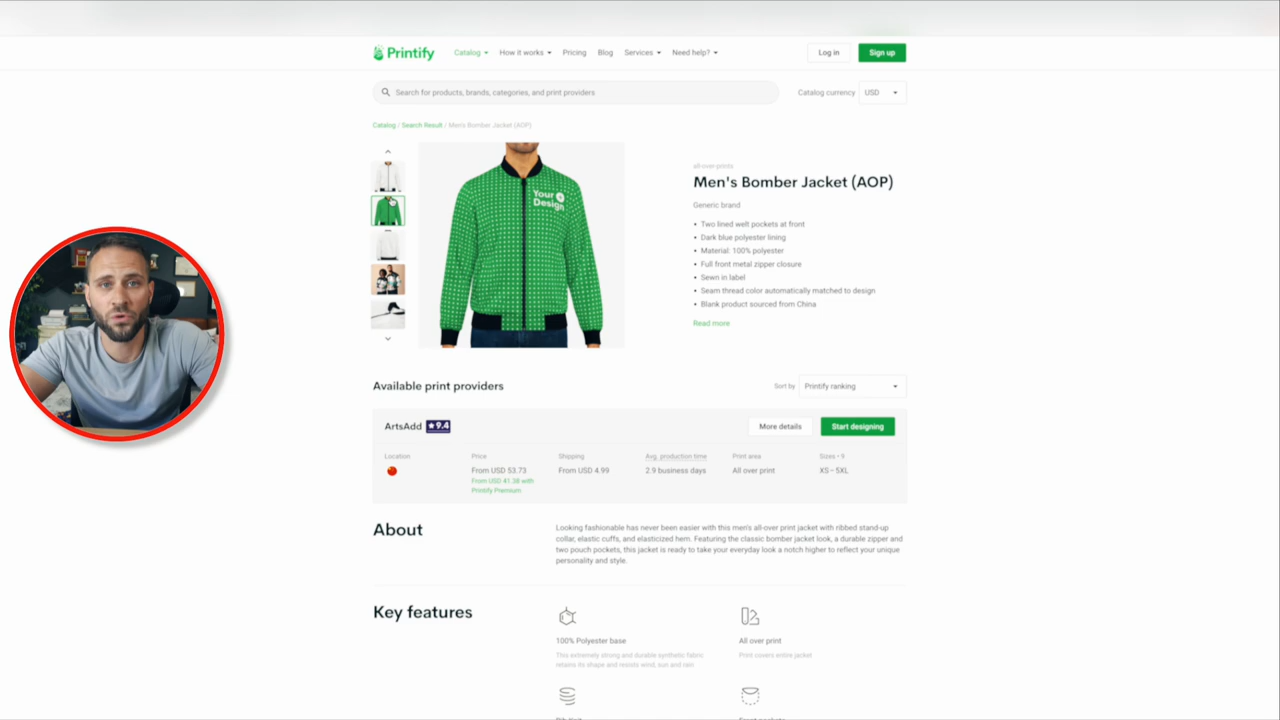 Printify
Catalog How it works Pricing Blog Services Need help? Log in Sign up
Search for products, brands, categories, and print providers Catalog currency USD
Catalog / Search Result / Men's Bomber Jacket (AOP)
all-over-prints
Men's Bomber Jacket (AOP)
Generic brand
• Two lined welt pockets at front
• Dark blue polyester lining
• Material: 100% polyester
• Full front metal zipper closure
• Sewn in label
• Seam thread color automatically matched to design
• Blank product sourced from China
Read more
Your
Design
Available print providers Sort by Printify ranking
ArtsAdd 9.4 More details Start designing
Location Price Shipping Avg. production time Print area Sizes • 9
From USD 53.73 From USD 4.99 2.9 business days All over print XS – 5XL
From USD 41.38 with
Printify Premium
About
Looking fashionable has never been easier with this men's all-over print jacket with ribbed stand-up
collar, elastic cuffs, and elasticized hem. Featuring the classic bomber jacket look, a durable zipper and
two pouch pockets, this jacket is ready to take your everyday look a notch higher to reflect your unique
personality and style.
Key features
100% Polyester base All over print
This extremely strong and durable synthetic fabric Print covers entire jacket
retains its shape and resists wind, sun and rain.